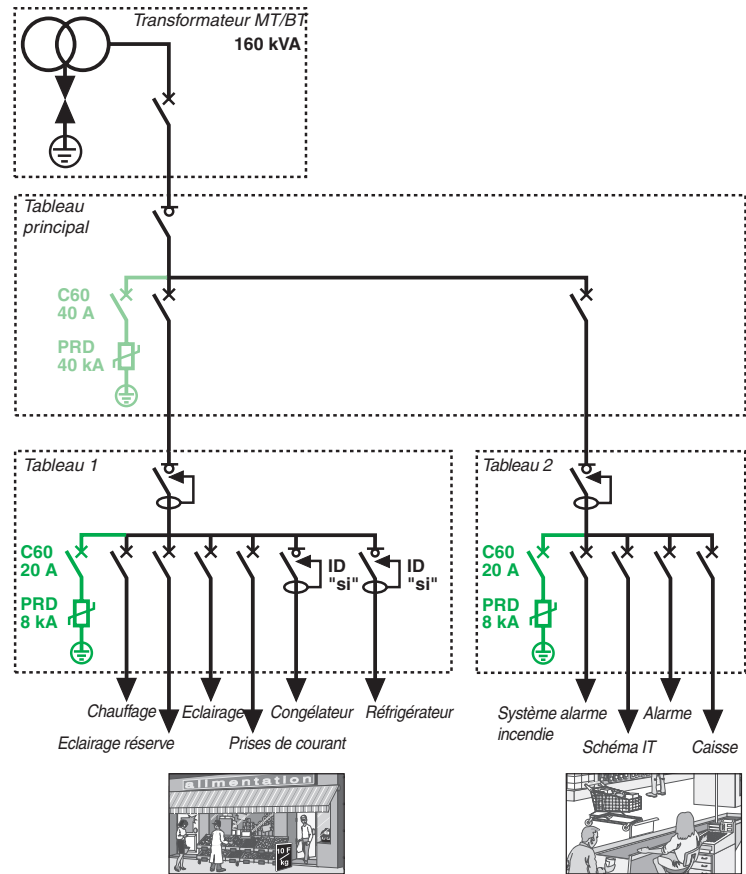 Transformateur MT/BT
160 kVA
Tableau
principal
C60
40 A
PRD
40 kA
Tableau 1
C60
20 A
PRD
8 kA
ID
"si"
ID
"si"
Chauffage
Eclairage
Congélateur
Réfrigérateur
Eclairage réserve
Prises de courant
Tableau 2
C60
20 A
PRD
8 kA
Système alarme
incendie
Alarme
Schéma IT
Caisse
alimentation
10 F
kg